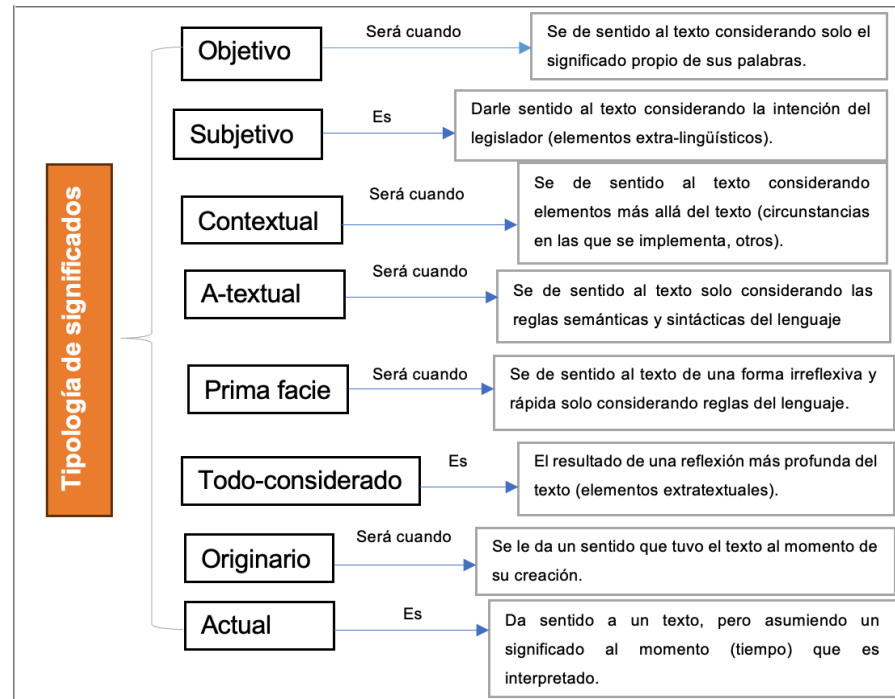 Tipología de significados
Objetivo
Será cuando
Se de sentido al texto considerando solo el
significado propio de sus palabras.
Subjetivo
Es
Darle sentido al texto considerando la intención del
legislador (elementos extra-lingüísticos).
Contextual
Será cuando
Se de sentido al texto considerando
elementos más allá del texto (circunstancias
en las que se implementa, otros).
A-textual
Será cuando
Se de sentido al texto solo considerando las
reglas semánticas y sintácticas del lenguaje
Prima facie
Será cuando
Se de sentido al texto de una forma irreflexiva y
rápida solo considerando reglas del lenguaje.
Todo-considerado
Es
El resultado de una reflexión más profunda del
texto (elementos extratextuales).
Originario
Será cuando
Se le da un sentido que tuvo el texto al momento de
su creación.
Actual
Es
Da sentido a un texto, pero asumiendo un
significado al momento (tiempo) que es
interpretado.